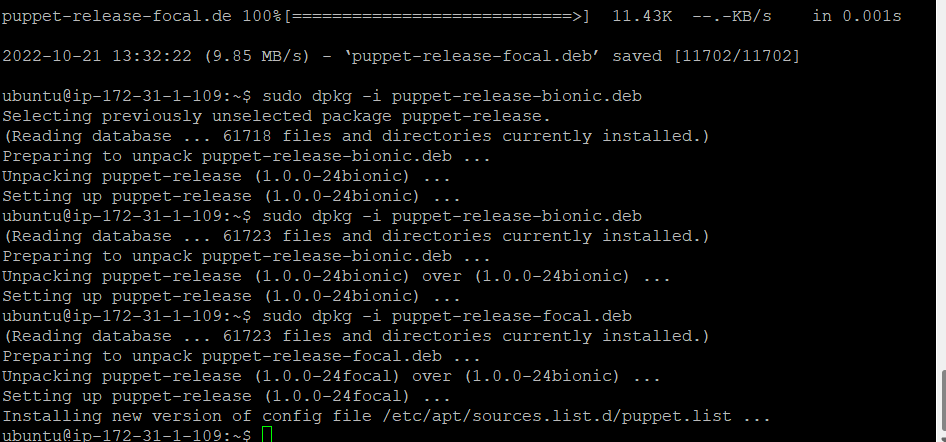 puppet-release-focal.de 100%[============================>]  11.43K  --.-KB/s    in 0.001s
2022-10-21 13:32:22 (9.85 MB/s) - ‘puppet-release-focal.deb’ saved [11702/11702]
ubuntu@ip-172-31-1-109:~$ sudo dpkg -i puppet-release-bionic.deb
Selecting previously unselected package puppet-release.
(Reading database ... 61718 files and directories currently installed.)
Preparing to unpack puppet-release-bionic.deb ...
Unpacking puppet-release (1.0.0-24bionic) ...
Setting up puppet-release (1.0.0-24bionic) ...
ubuntu@ip-172-31-1-109:~$ sudo dpkg -i puppet-release-bionic.deb
(Reading database ... 61723 files and directories currently installed.)
Preparing to unpack puppet-release-bionic.deb ...
Unpacking puppet-release (1.0.0-24bionic) over (1.0.0-24bionic) ...
Setting up puppet-release (1.0.0-24bionic) ...
ubuntu@ip-172-31-1-109:~$ sudo dpkg -i puppet-release-focal.deb
(Reading database ... 61723 files and directories currently installed.)
Preparing to unpack puppet-release-focal.deb ...
Unpacking puppet-release (1.0.0-24focal) over (1.0.0-24bionic) ...
Setting up puppet-release (1.0.0-24focal) ...
Installing new version of config file /etc/apt/sources.list.d/puppet.list ...
ubuntu@ip-172-31-1-109:~$